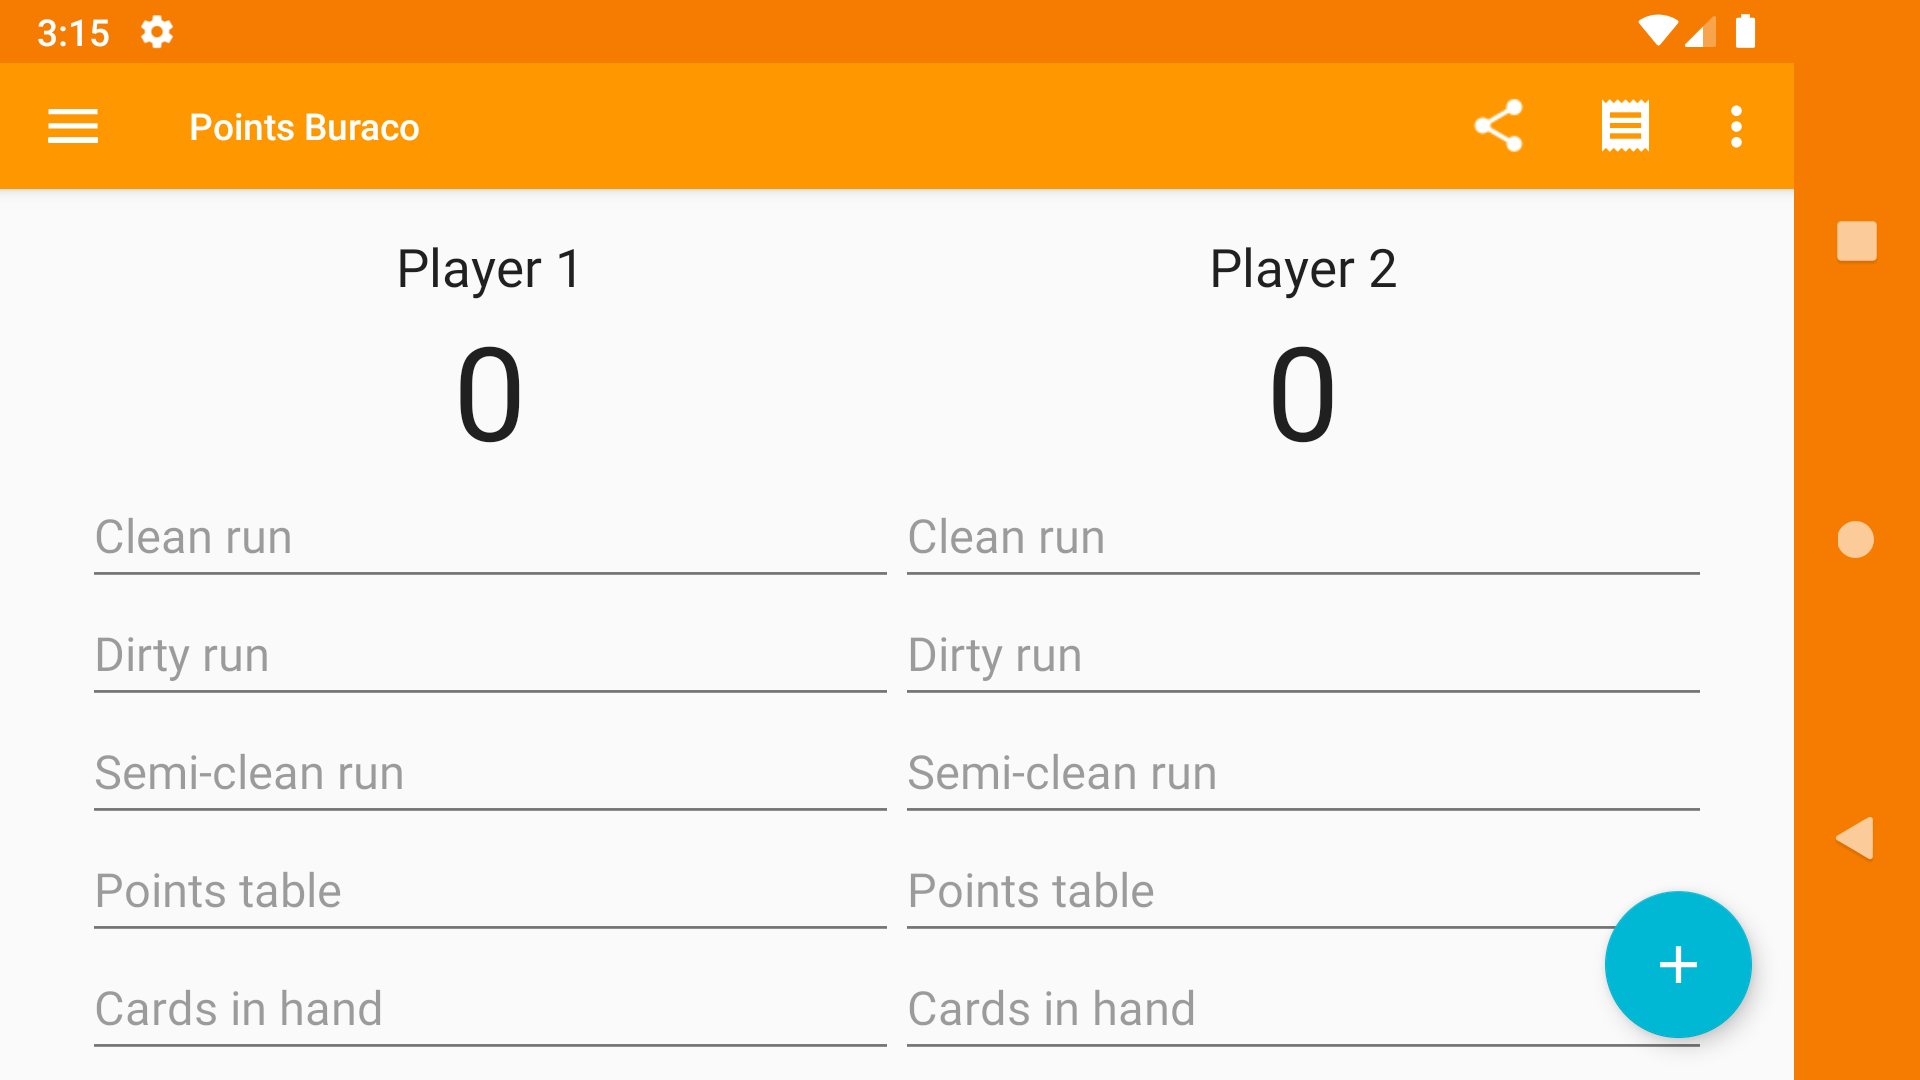 3:15
Points Buraco
Player 1
Player 2
0
0
Clean run
Clean run
Dirty run
Dirty run
Semi-clean run
Semi-clean run
Points table
Points table
Cards in hand
Cards in hand